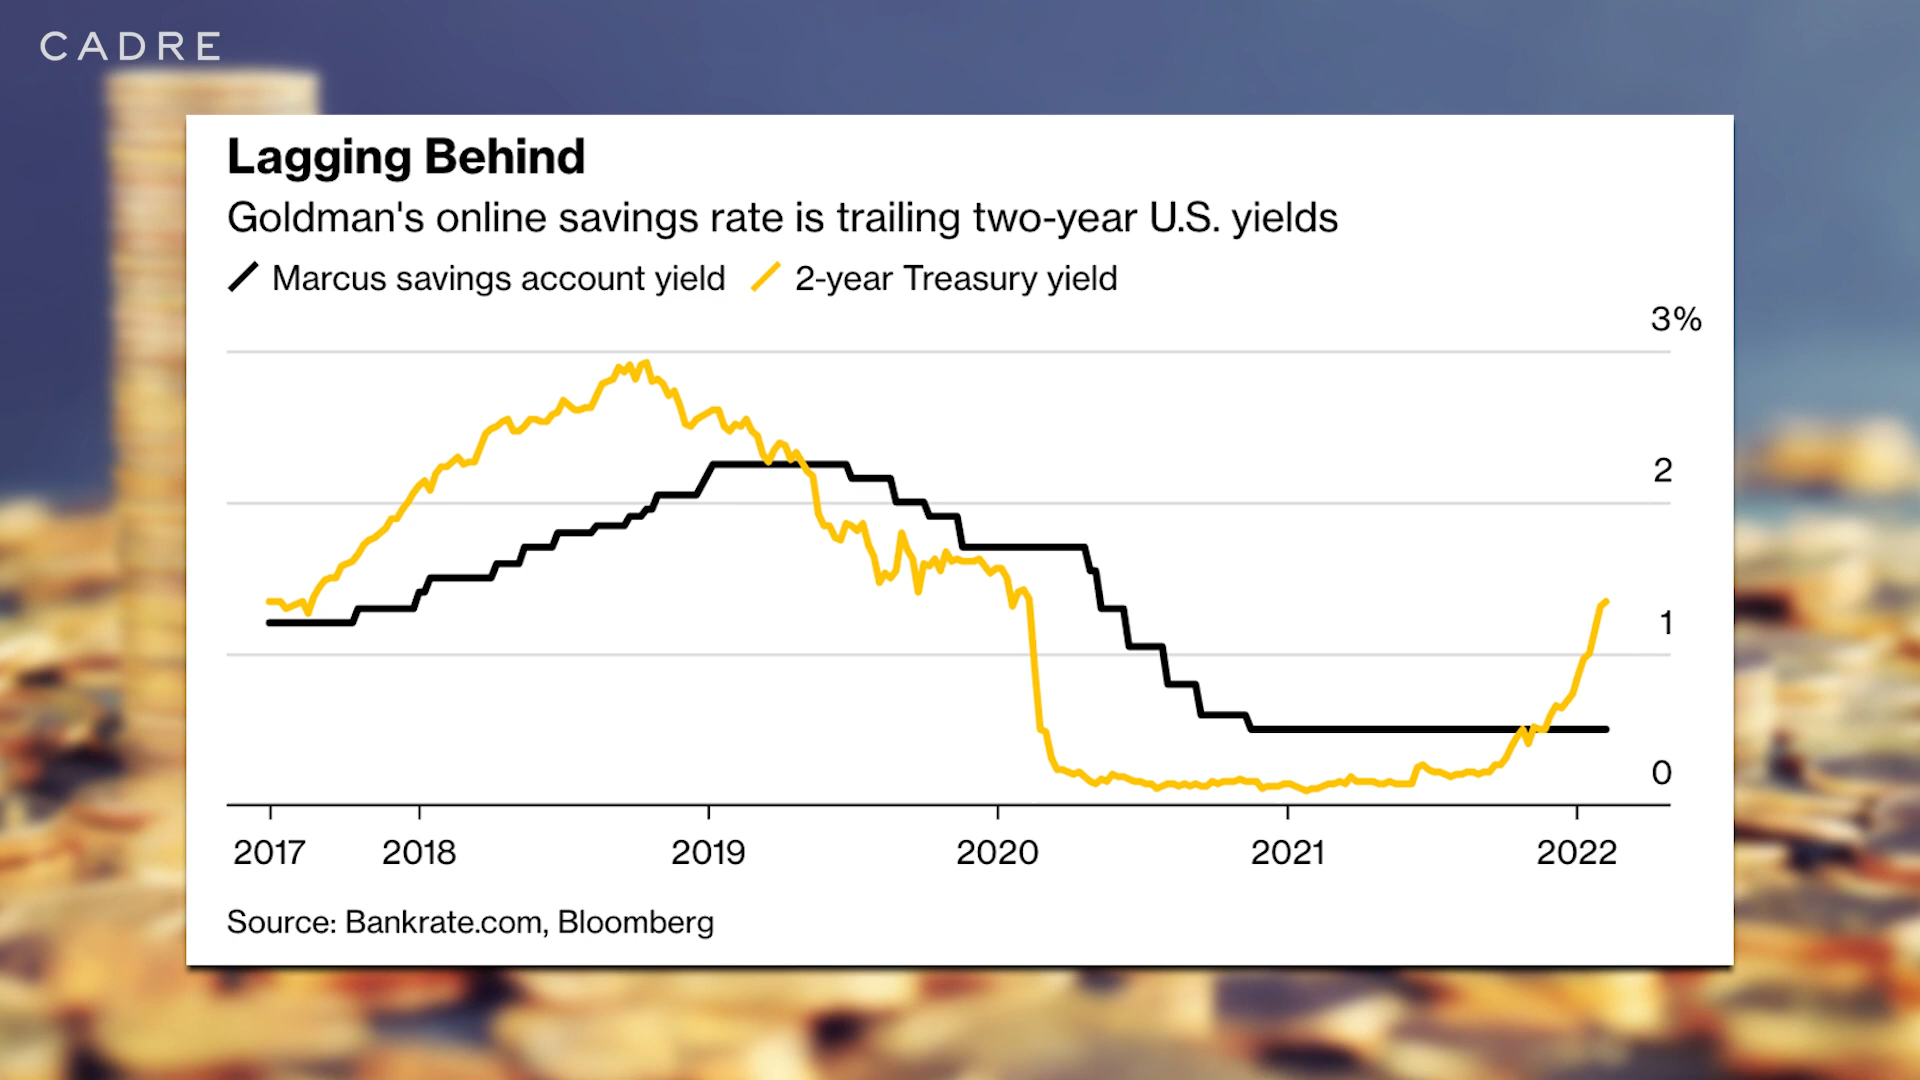 CADRE
Lagging Behind
Goldman's online savings rate is trailing two-year U.S. yields
Marcus savings account yield 2-year Treasury yield
3%
2
1
0
2017 2018 2019 2020 2021 2022
Source: Bankrate.com, Bloomberg